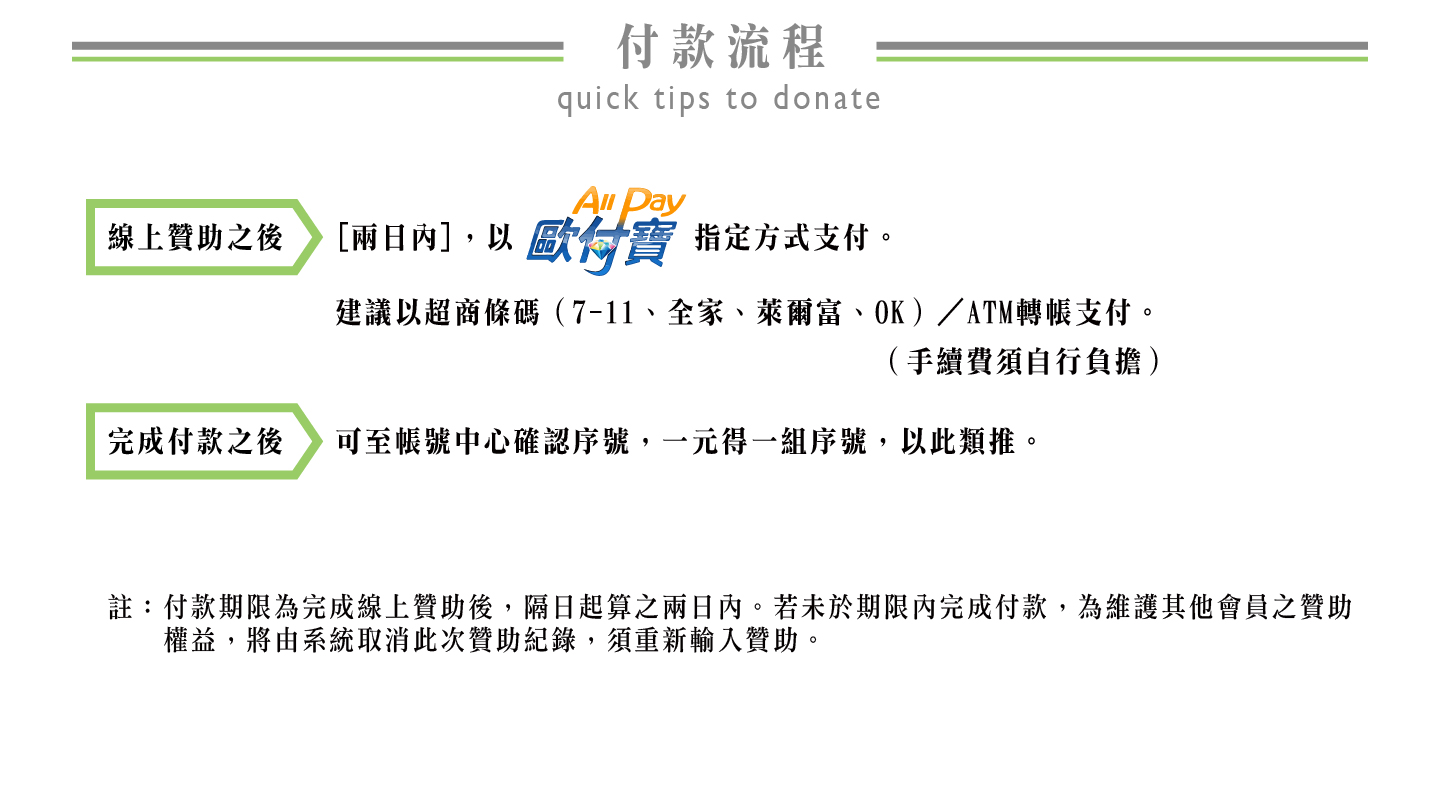 付款流程
quick tips to donate
線上贊助之後 [兩日內]，以 All Pay 歐付寶 指定方式支付。
建議以超商條碼（7-11、全家、萊爾富、OK）／ATM轉帳支付。
（手續費須自行負擔）
完成付款之後 可至帳號中心確認序號，一元得一組序號，以此類推。
註：付款期限為完成線上贊助後，隔日起算之兩日內。若未於期限內完成付款，為維護其他會員之贊助
權益，將由系統取消此次贊助紀錄，須重新輸入贊助。